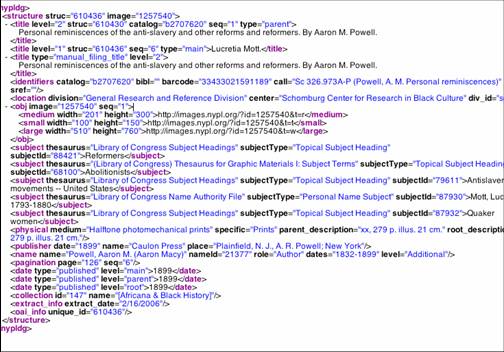 nypldg>
<structure struc="610436" image="1257540">
- <title level="2" struc="610430" catalog="b2707620" seq="1" type="parent">
Personal reminiscences of the anti-slavery and other reforms and reformers. By Aaron M. Powell.
</title>
<title level="1" struc="610436" seq="6" type="main">Lucretia Mott.</title>
- <title type="manual_filing_title" level="2">
Personal reminiscences of the anti-slavery and other reforms and reformers. By Aaron M. Powell.
</title>
<identifiers catalog="b2707620" bibl="" barcode="33433021591189" call="Sc 326.973A-P (Powell, A. M. Personal reminiscences)"
sref=""/>
<location division="General Research and Reference Division" center="Schomburg Center for Research in Black Culture" div_id="s
- <obj image="1257540" seq="1">
<medium width="201" height="300">http://images.nypl.org/?id=1257540&t=r</medium>
<small width="100" height="150">http://images.nypl.org/?id=1257540&t=t</small>
<large width="510" height="760">http://images.nypl.org/?id=1257540&t=w</large>
</obj>
<subject thesaurus="Library of Congress Subject Headings" subjectType="Topical Subject Heading"
subjectId="88421">Reformers</subject>
<subject thesaurus="(Library of Congress) Thesaurus for Graphic Materials I: Subject Terms" subjectType="Topical Subject Headin
subjectId="68100">Abolitionists</subject>
<subject thesaurus="Library of Congress Subject Headings" subjectType="Topical Subject Heading" subjectId="79611">Antislaver
movements -- United States</subject>
<subject thesaurus="Library of Congress Name Authority File" subjectType="Personal Name Subject" subjectId="87930">Mott, Luc
1793-1880</subject>
<subject thesaurus="Library of Congress Subject Headings" subjectType="Topical Subject Heading" subjectId="87932">Quaker
women</subject>
<physical medium="Halftone photomechanical prints" specific="Prints" parent_description="xx, 279 p. illus. 21 cm." root_descriptio
279 p. illus. 21 cm."/>
<publisher date="1899" name="Caulon Press" place="Plainfield, N. J., A. R. Powell; New York"/>
<name name="Powell, Aaron M. (Aaron Macy)" nameId="21377" role="Author" dates="1832-1899" level="Additional"/>
<pagination page="126" seq="6"/>
<date type="published" level="main">1899</date>
<date type="published" level="parent">1899</date>
<date type="published" level="root">1899</date>
<collection id="147" name="[Africana & Black History]"/>
<extract_info extract_date="2/16/2006"/>
<oai_info unique_id="610436"/>
</structure>
nypldg>